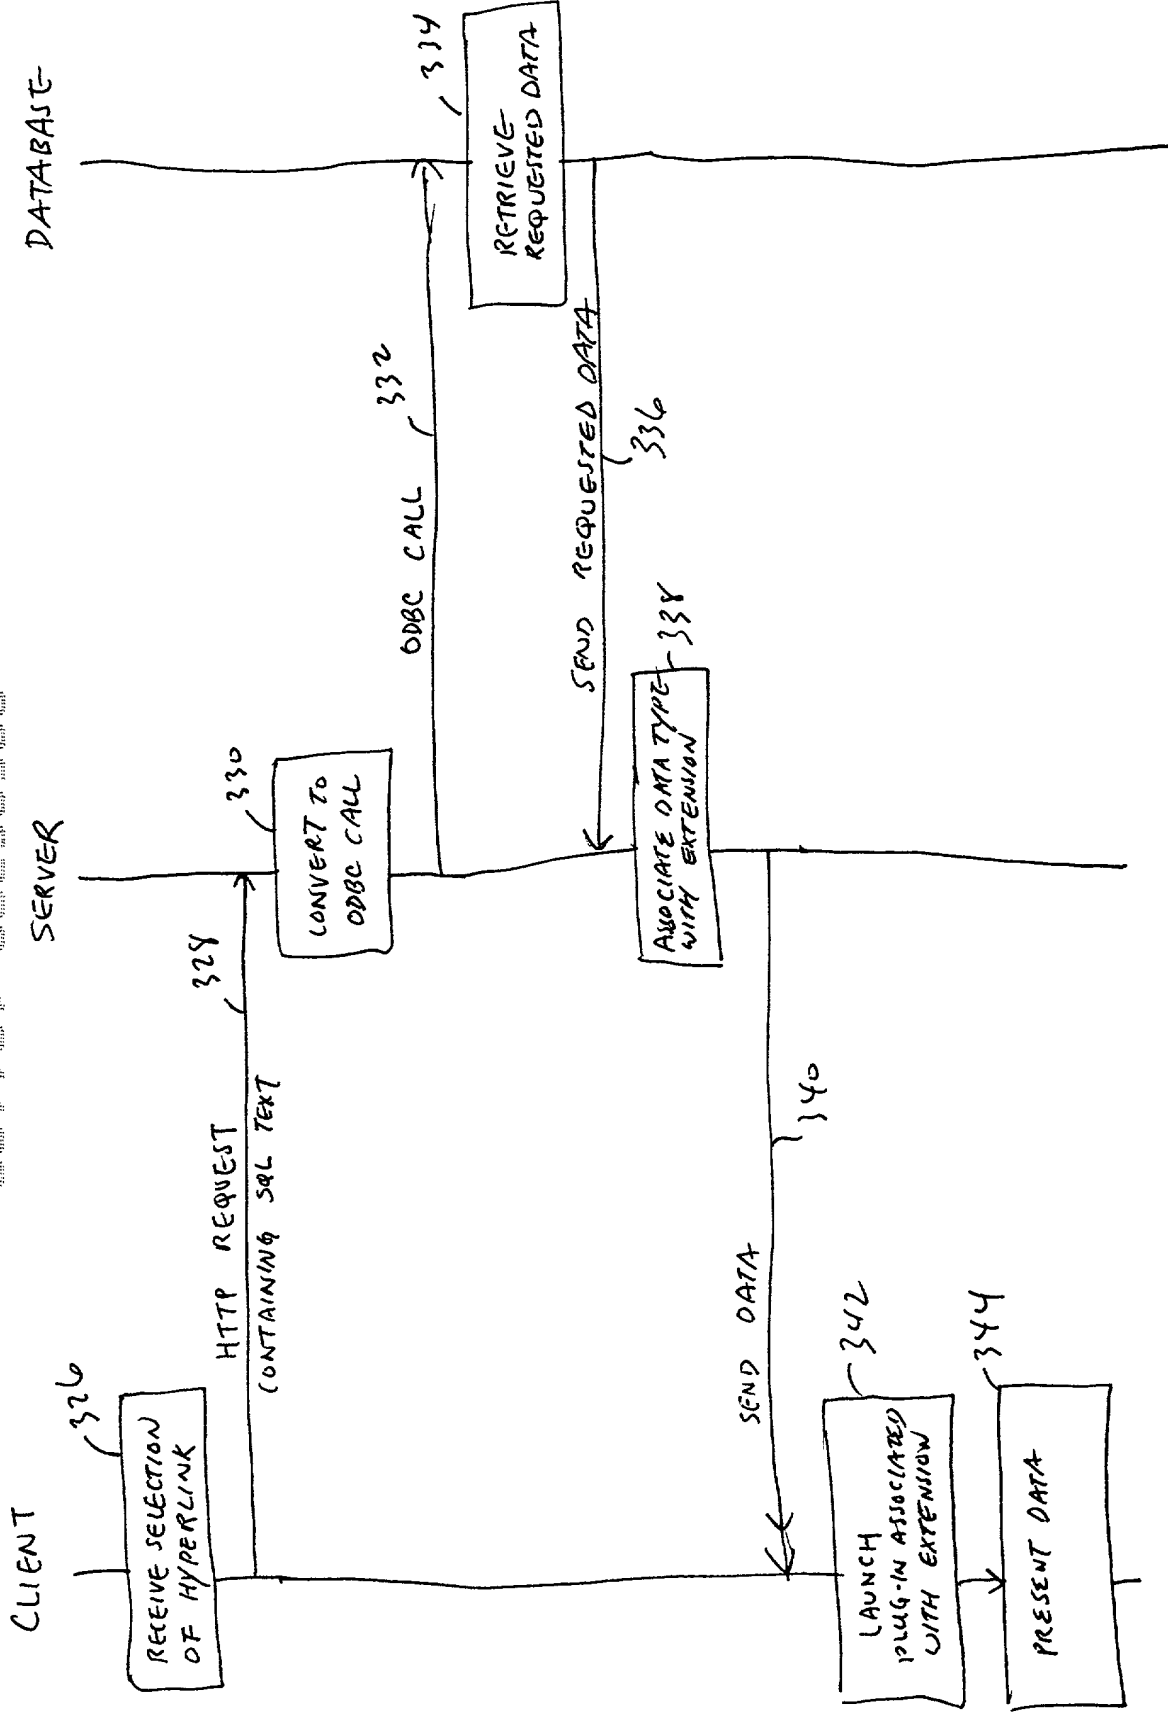 CLIENT
SERVER
DATABASE
326
RECEIVE SELECTION
OF HYPERLINK
HTTP REQUEST
328
CONTAINING SQL TEXT
330
CONVERT TO
ODBC CALL
ODBC CALL
332
334
RETRIEVE
REQUESTED DATA
SEND REQUESTED DATA
336
338
ASSOCIATE DATA TYPE
WITH EXTENSION
SEND DATA
340
342
LAUNCH
PLUG-IN ASSOCIATED
WITH EXTENSION
344
PRESENT DATA